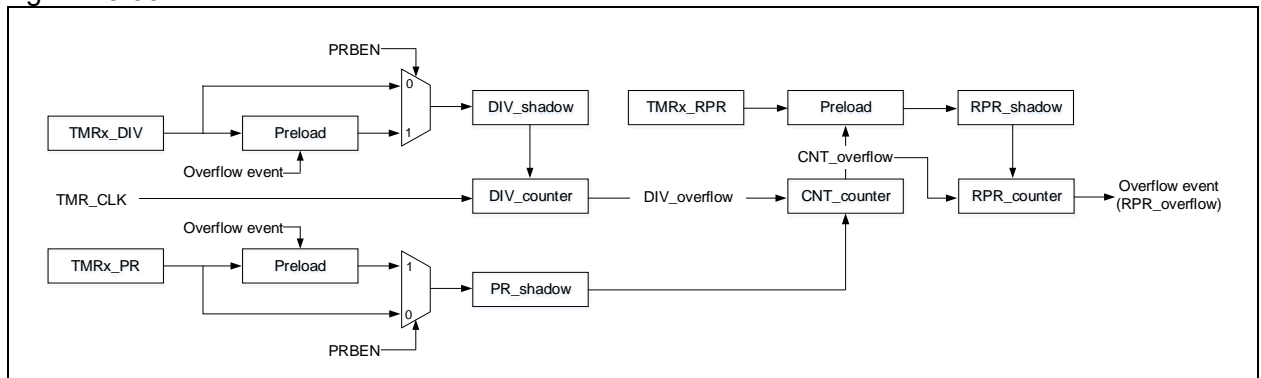 PRBEN
0
DIV_shadow
TMRx_RPR
Preload
RPR_shadow
TMRx_DIV
Preload
1
Overflow event
CNT_overflow
TMR_CLK
DIV_counter
DIV_overflow
CNT_counter
RPR_counter
Overflow event
(RPR_overflow)
Overflow event
TMRx_PR
Preload
1
PR_shadow
0
PRBEN